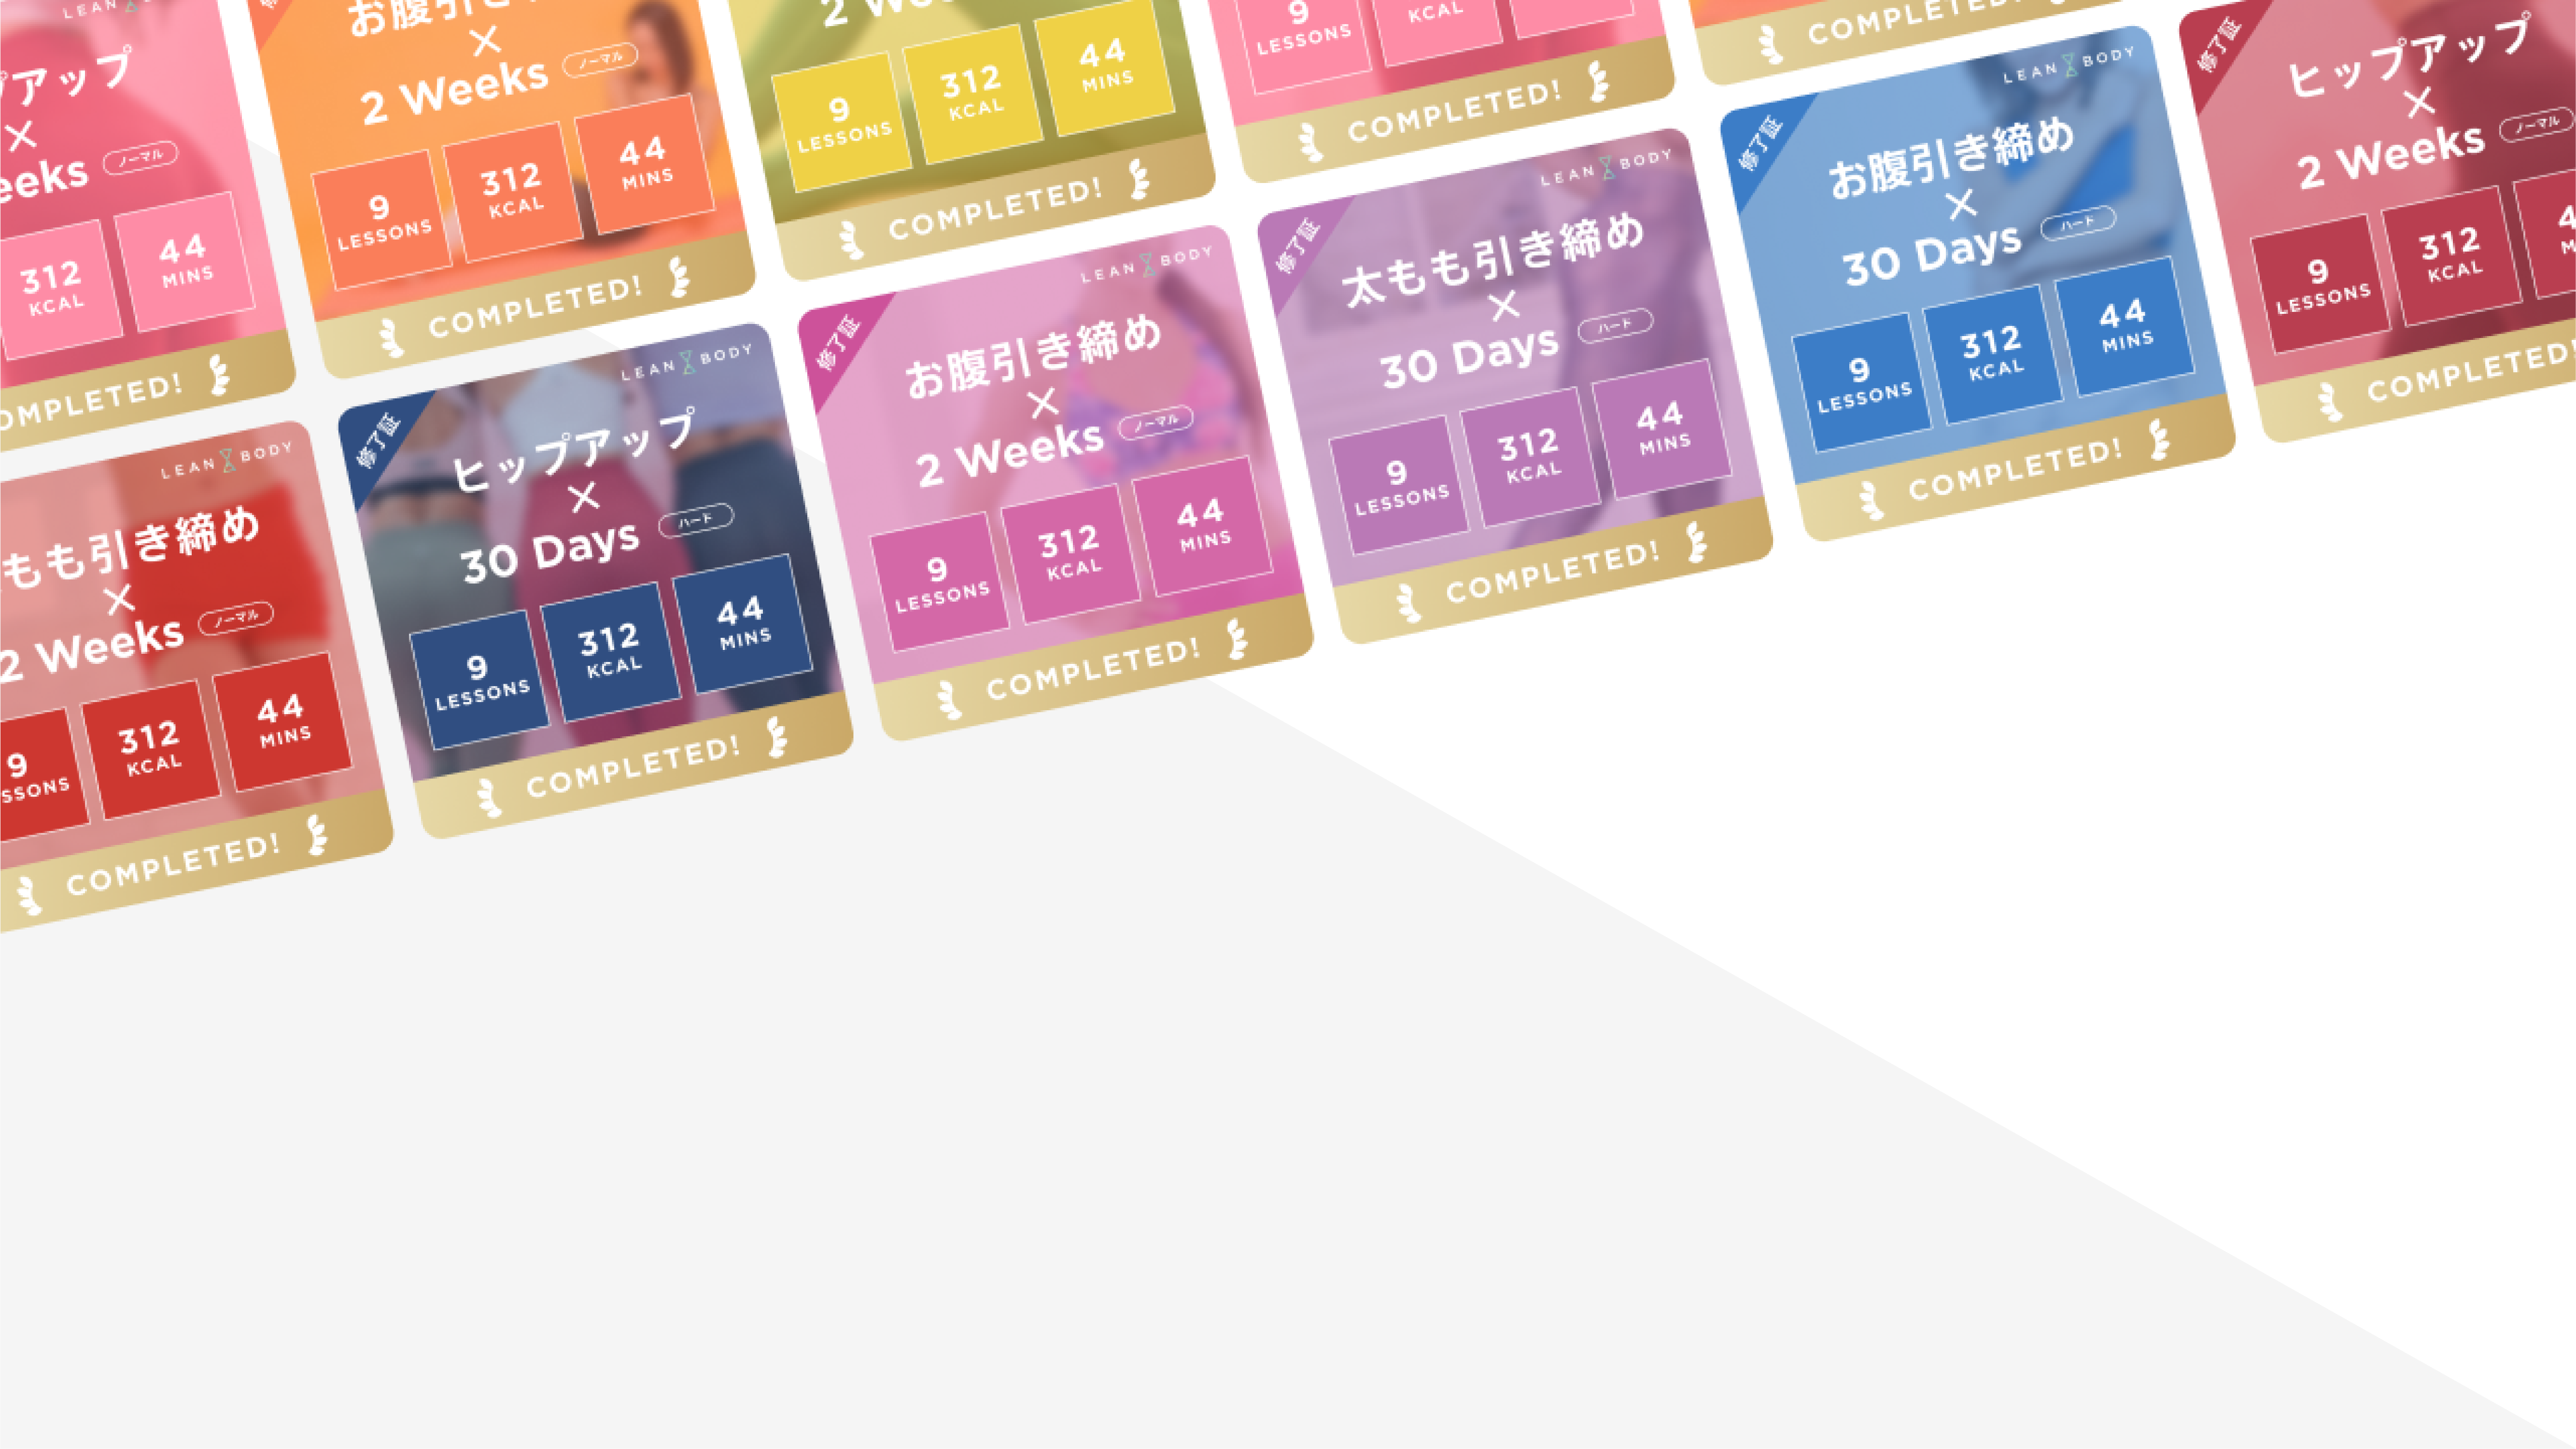 LEAN
アップ
×
eeks ノーマル
312
KCAL
44
MINS
OMPLETED!
お腹引き
×
2 Weeks ノーマル
9
LESSONS
312
KCAL
44
MINS
COMPLETED!
2 We
9
LESSONS
312
KCAL
44
MINS
COMPLETED!
9
LESSONS
KCAL
COMPLETED!
COMPLETED!
修了証
ヒップアップ
×
2 Weeks ノーマル
9
LESSONS
312
KCAL
4
M
COMPLETED!
LEAN BODY
もも引き締め
×
2 Weeks ノーマル
9
SSONS
312
KCAL
44
MINS
COMPLETED!
修了証
LEAN BODY
ヒップアップ
×
30 Days ハード
9
LESSONS
312
KCAL
44
MINS
COMPLETED!
修了証
LEAN BODY
お腹引き締め
×
2 Weeks ノーマル
9
LESSONS
312
KCAL
44
MINS
COMPLETED!
修了証
LEAN BODY
太もも引き締め
×
30 Days ハード
9
LESSONS
312
KCAL
44
MINS
COMPLETED!
修了証
LEAN BODY
お腹引き締め
×
30 Days ハード
9
LESSONS
312
KCAL
44
MINS
COMPLETED!